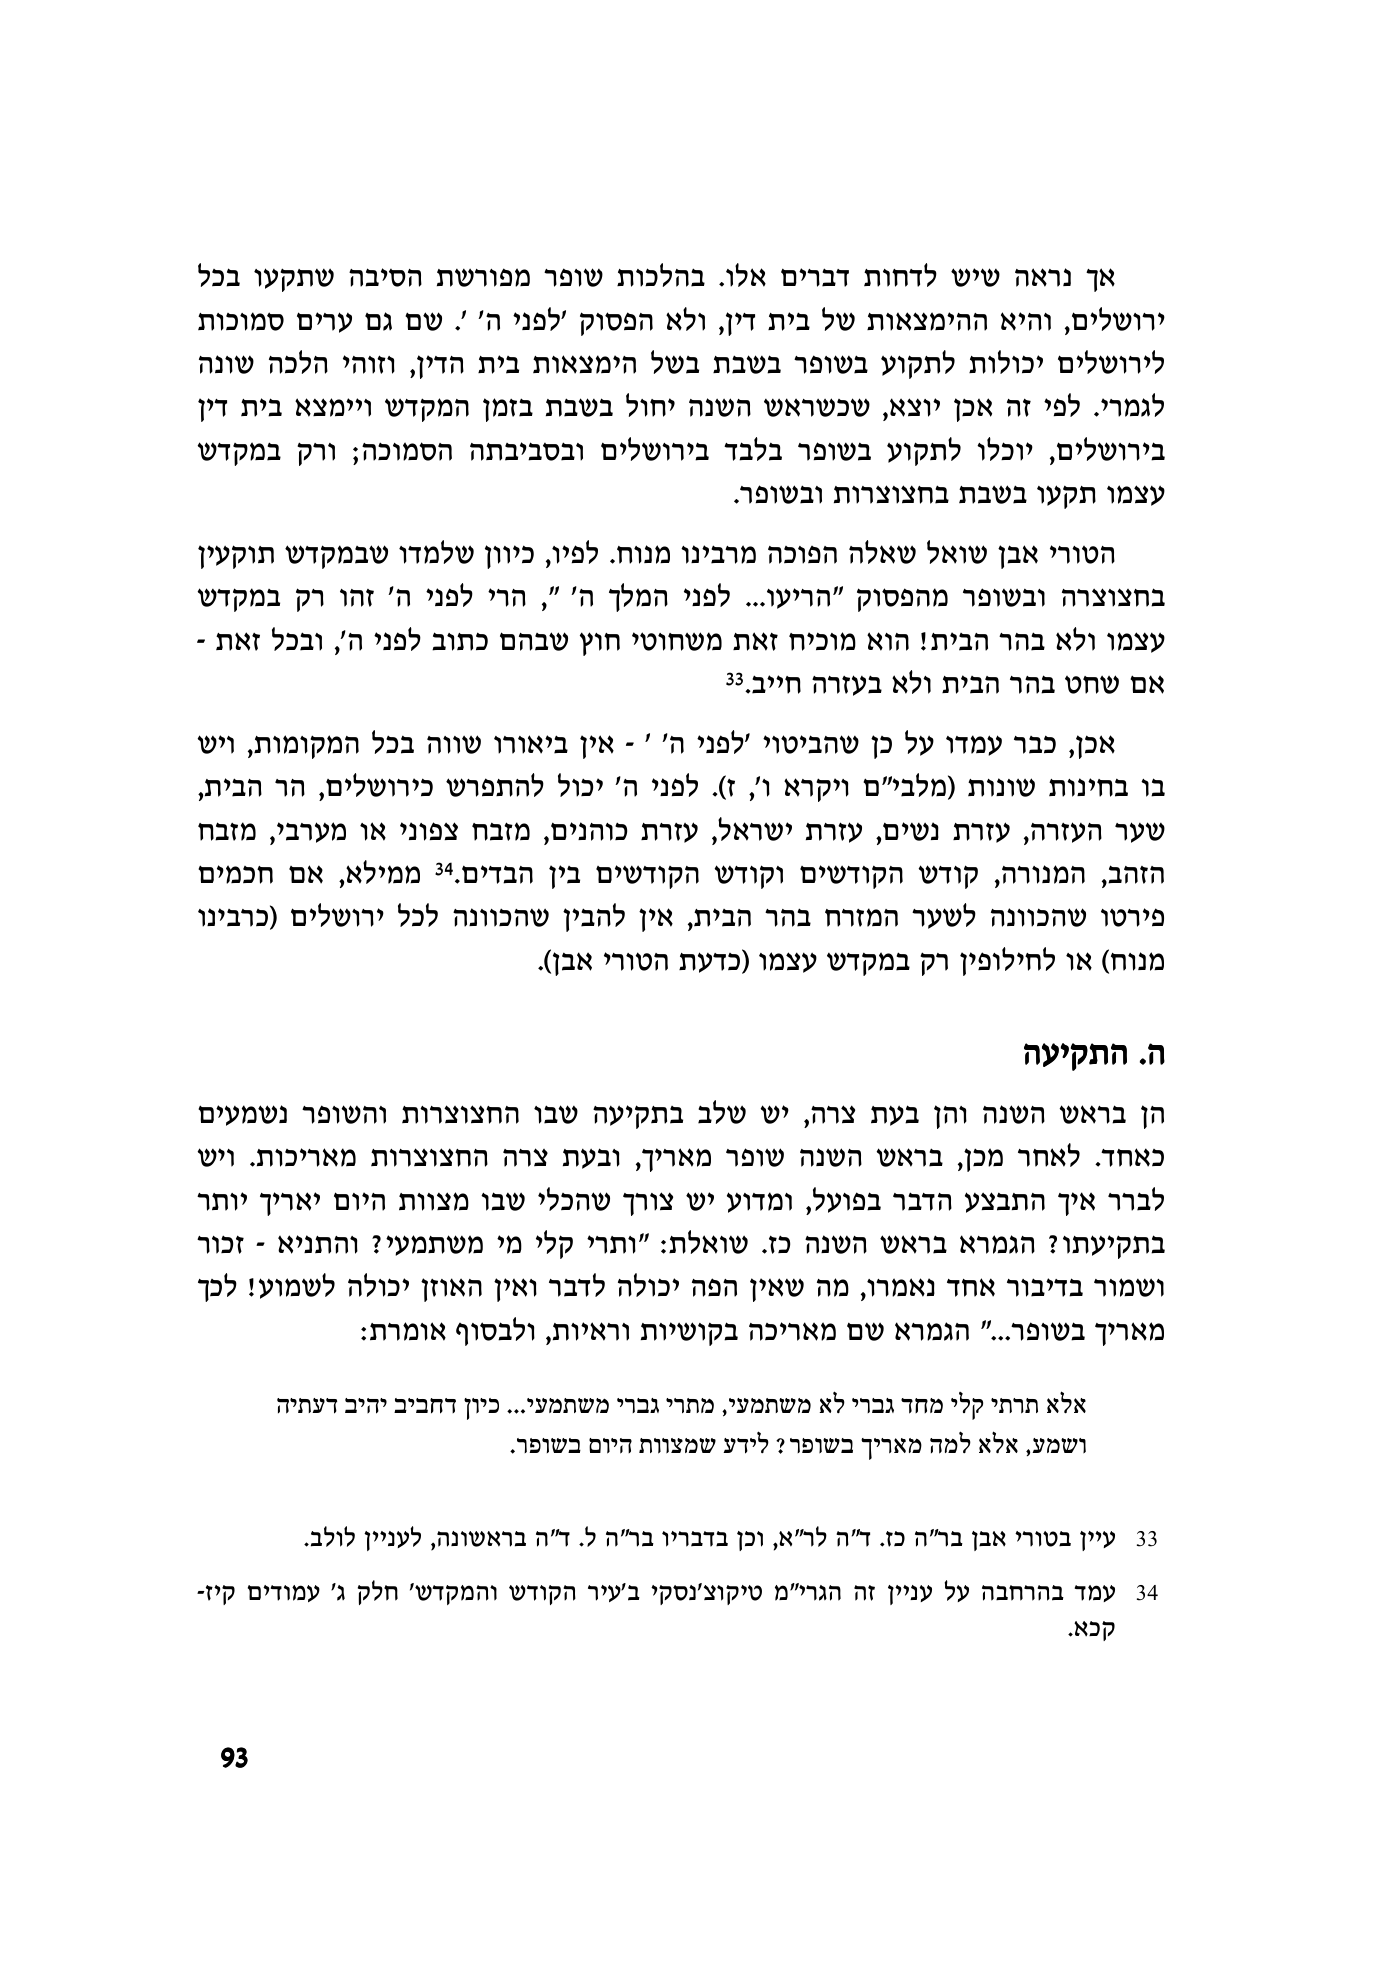 אך נראה שיש לדחות דברים אלו. בהלכות שופר מפורשת הסיבה שתקעו בכל
ירושלים, והיא ההימצאות של בית דין, ולא הפסוק 'לפני ה' '. שם גם ערים סמוכות
לירושלים יכולות לתקוע בשופר בשבת בשל הימצאות בית הדין, וזוהי הלכה שונה
לגמרי. לפי זה אכן יוצא, שכשראש השנה יחול בשבת בזמן המקדש ויימצא בית דין
בירושלים, יוכלו לתקוע בשופר בלבד בירושלים ובסביבתה הסמוכה; ורק במקדש
עצמו תקעו בשבת בחצוצרות ובשופר.
הטורי אבן שואל שאלה הפוכה מרבינו מנוח. לפיו, כיוון שלמדו שבמקדש תוקעין
בחצוצרה ובשופר מהפסוק "הריעו... לפני המלך ה' ", הרי לפני ה' זהו רק במקדש
עצמו ולא בהר הבית! הוא מוכיח זאת משחוטי חוץ שבהם כתוב לפני ה', ובכל זאת -
אם שחט בהר הבית ולא בעזרה חייב.33
אכן, כבר עמדו על כן שהביטוי 'לפני ה' ' - אין ביאורו שווה בכל המקומות, ויש
בו בחינות שונות (מלבי"ם ויקרא ו', ז). לפני ה' יכול להתפרש כירושלים, הר הבית,
שער העזרה, עזרת נשים, עזרת ישראל, עזרת כוהנים, מזבח צפוני או מערבי, מזבח
הזהב, המנורה, קודש הקודשים וקודש הקודשים בין הבדים.34 ממילא, אם חכמים
פירטו שהכוונה לשער המזרח בהר הבית, אין להבין שהכוונה לכל ירושלים (כרבינו
מנוח) או לחילופין רק במקדש עצמו (כדעת הטורי אבן).
ה. התקיעה
הן בראש השנה והן בעת צרה, יש שלב בתקיעה שבו החצוצרות והשופר נשמעים
כאחד. לאחר מכן, בראש השנה שופר מאריך, ובעת צרה החצוצרות מאריכות. ויש
לברר איך התבצע הדבר בפועל, ומדוע יש צורך שהכלי שבו מצוות היום יאריך יותר
בתקיעתו? הגמרא בראש השנה כז. שואלת: "ותרי קלי מי משתמעי? והתניא - זכור
ושמור בדיבור אחד נאמרו, מה שאין הפה יכולה לדבר ואין האוזן יכולה לשמוע! לכך
מאריך בשופר..." הגמרא שם מאריכה בקושיות וראיות, ולבסוף אומרת:
אלא תרתי קלי מחד גברי לא משתמעי, מתרי גברי משתמעי... כיון דחביב יהיב דעתיה
ושמע, אלא למה מאריך בשופר? לידע שמצוות היום בשופר.
33 עיין בטורי אבן בר"ה כז. ד"ה לר"א, וכן בדבריו בר"ה ל. ד"ה בראשונה, לעניין לולב.
34 עמד בהרחבה על עניין זה הגרי"מ טיקוצ'נסקי ב'עיר הקודש והמקדש' חלק ג' עמודים קיז-
קכא.
93